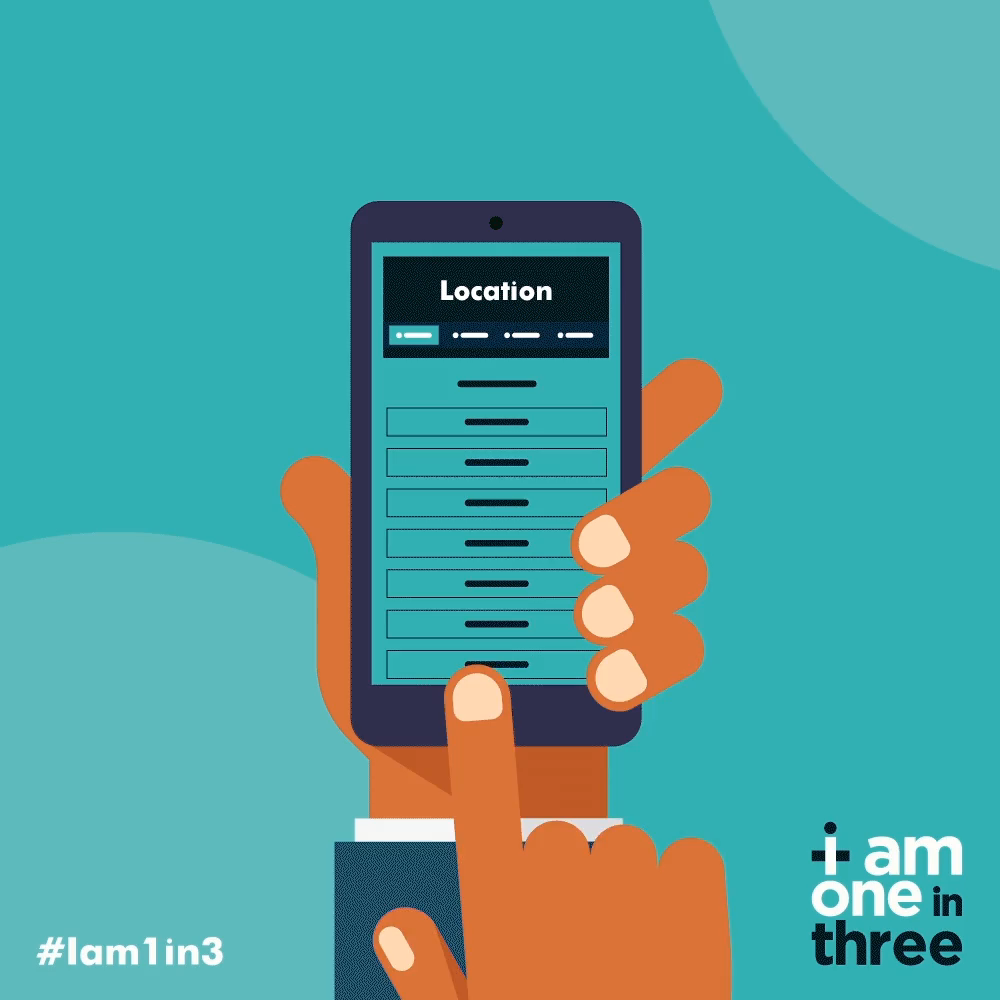 Location
#Iam1in3
i am
one in
three